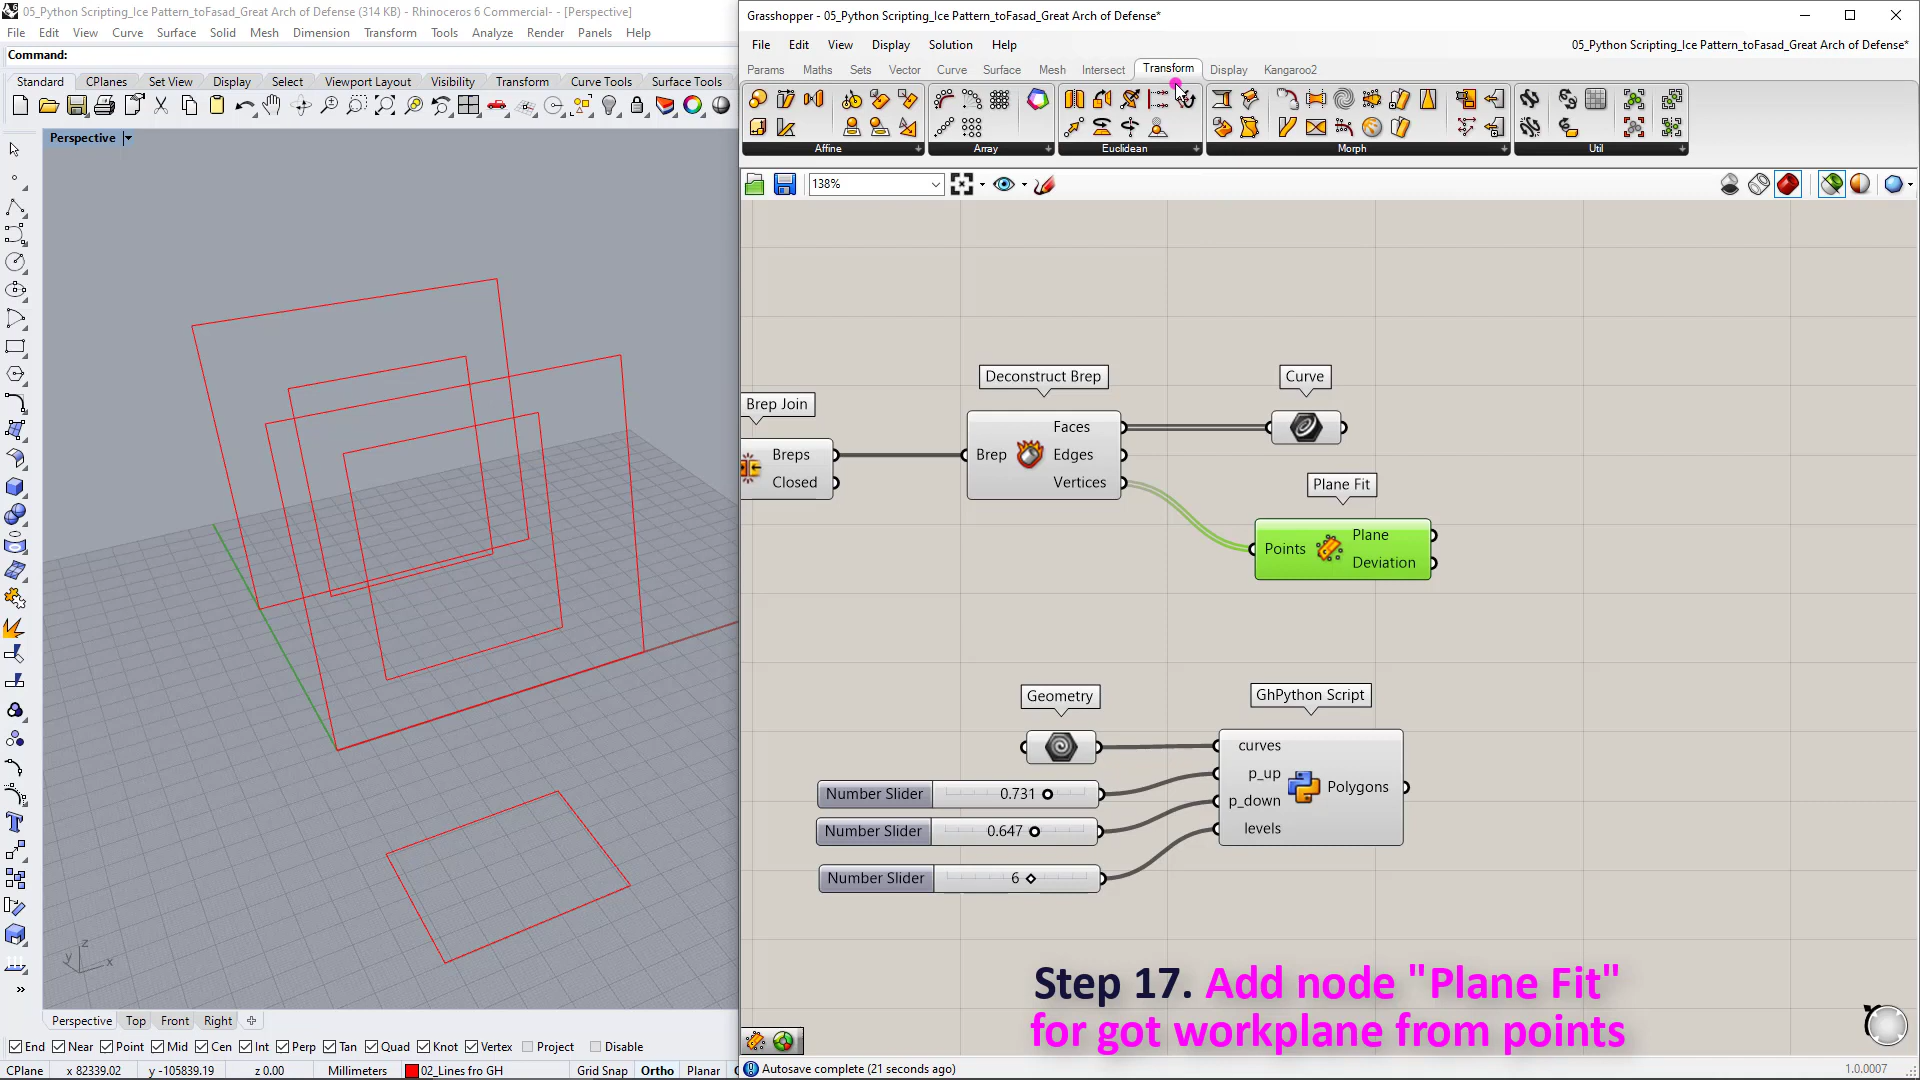 05_Python Scripting_Ice Pattern_toFasad_Great Arch of Defense (314 KB) - Rhinoceros 6 Commercial- - [Perspective]
File Edit View Curve Surface Solid Mesh Dimension Transform Tools Analyze Render Panels Help
Command:
Standard CPlanes Set View Display Select Viewport Layout Visibility Transform Curve Tools Surface Tools
Perspective
z
y
x
Perspective Top Front Right
End Near Point Mid Cen Int Perp Tan Quad Knot Vertex Project Disable
CPlane x 82339.02 y -105839.19 z 0.00 Millimeters 02_Lines fro GH Grid Snap Ortho Planar
Grasshopper - 05_Python Scripting_Ice Pattern_toFasad_Great Arch of Defense*
File Edit View Display Solution Help
05_Python Scripting_Ice Pattern_toFasad_Great Arch of Defense*
Params Maths Sets Vector Curve Surface Mesh Intersect Transform Display Kangaroo2
Affine Array Euclidean Morph Util
138%
Brep Join
Breps
Closed
Deconstruct Brep
Brep
Faces
Edges
Vertices
Curve
Plane Fit
Points
Plane
Deviation
Geometry
GhPython Script
curves
p_up
p_down
levels
Polygons
Number Slider 0.731
Number Slider 0.647
Number Slider 6
Step 17. Add node "Plane Fit"
for got workplane from points
Autosave complete (21 seconds ago)
1.0.0007